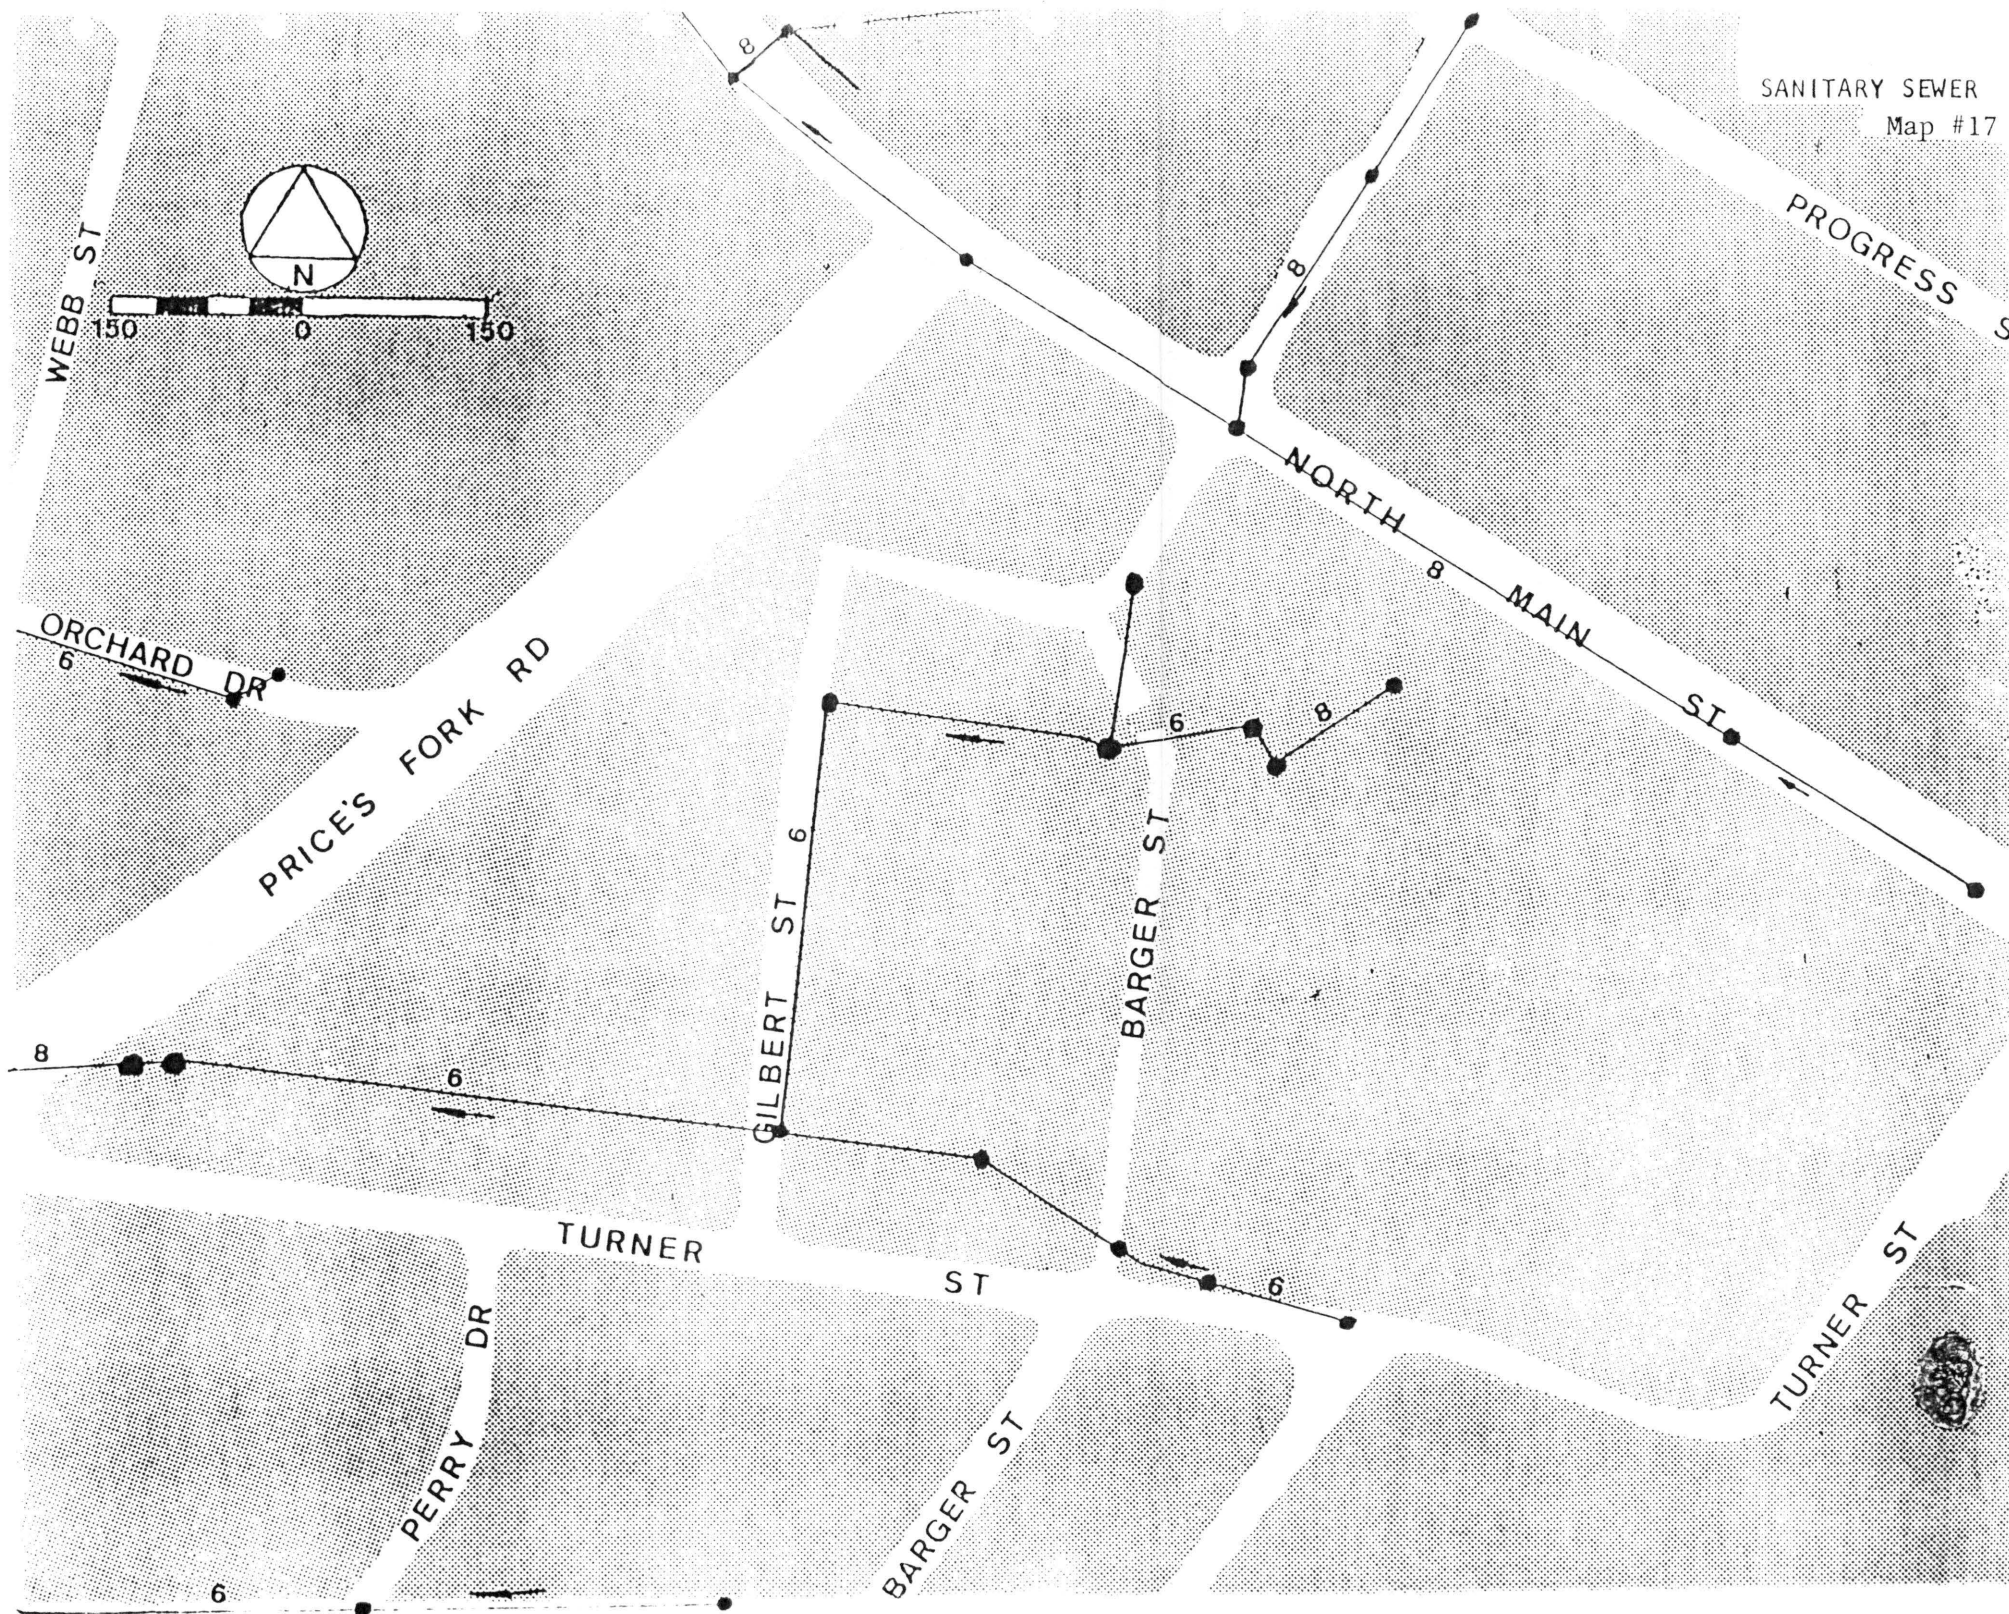 SANITARY SEWER
Map #17
8
PROGRESS S
WEBB ST
N
150 0 150
8
NORTH MAIN ST
8
ORCHARD DR
6
PRICE'S FORK RD
6
8
6
GILBERT ST
BARGER ST
8
6
TURNER ST
6
TURNER ST
PERRY DR
BARGER ST
6